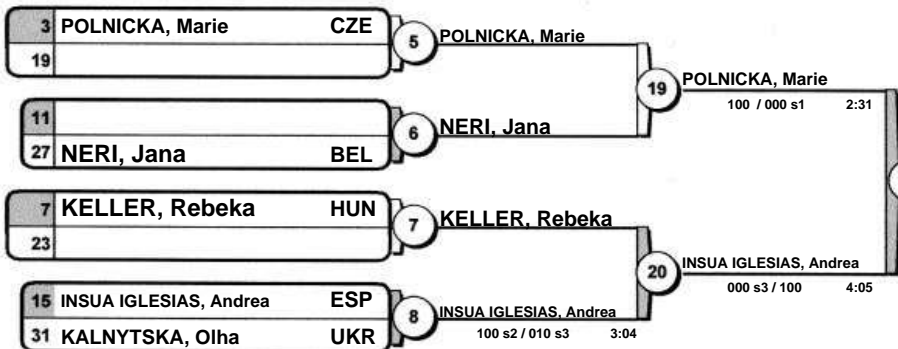 3 POLNICKA, Marie CZE
19
5 POLNICKA, Marie
19 POLNICKA, Marie
100 / 000 s1 2:31
11
27 NERI, Jana BEL
6 NERI, Jana
7 KELLER, Rebeka HUN
23
7 KELLER, Rebeka
20 INSUA IGLESIAS, Andrea
000 s3 / 100 4:05
15 INSUA IGLESIAS, Andrea ESP
31 KALNYTSKA, Olha UKR
8 INSUA IGLESIAS, Andrea
100 s2 / 010 s3 3:04